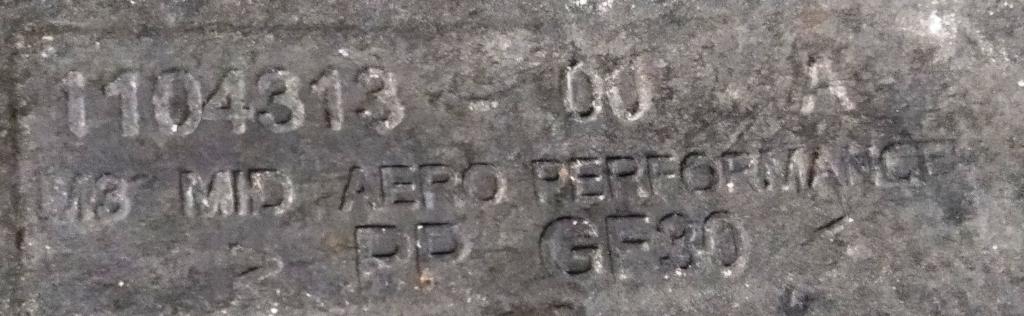 1104313 - 00 A
M3 MID AERO PERFORMANCE
> PP GF30 <